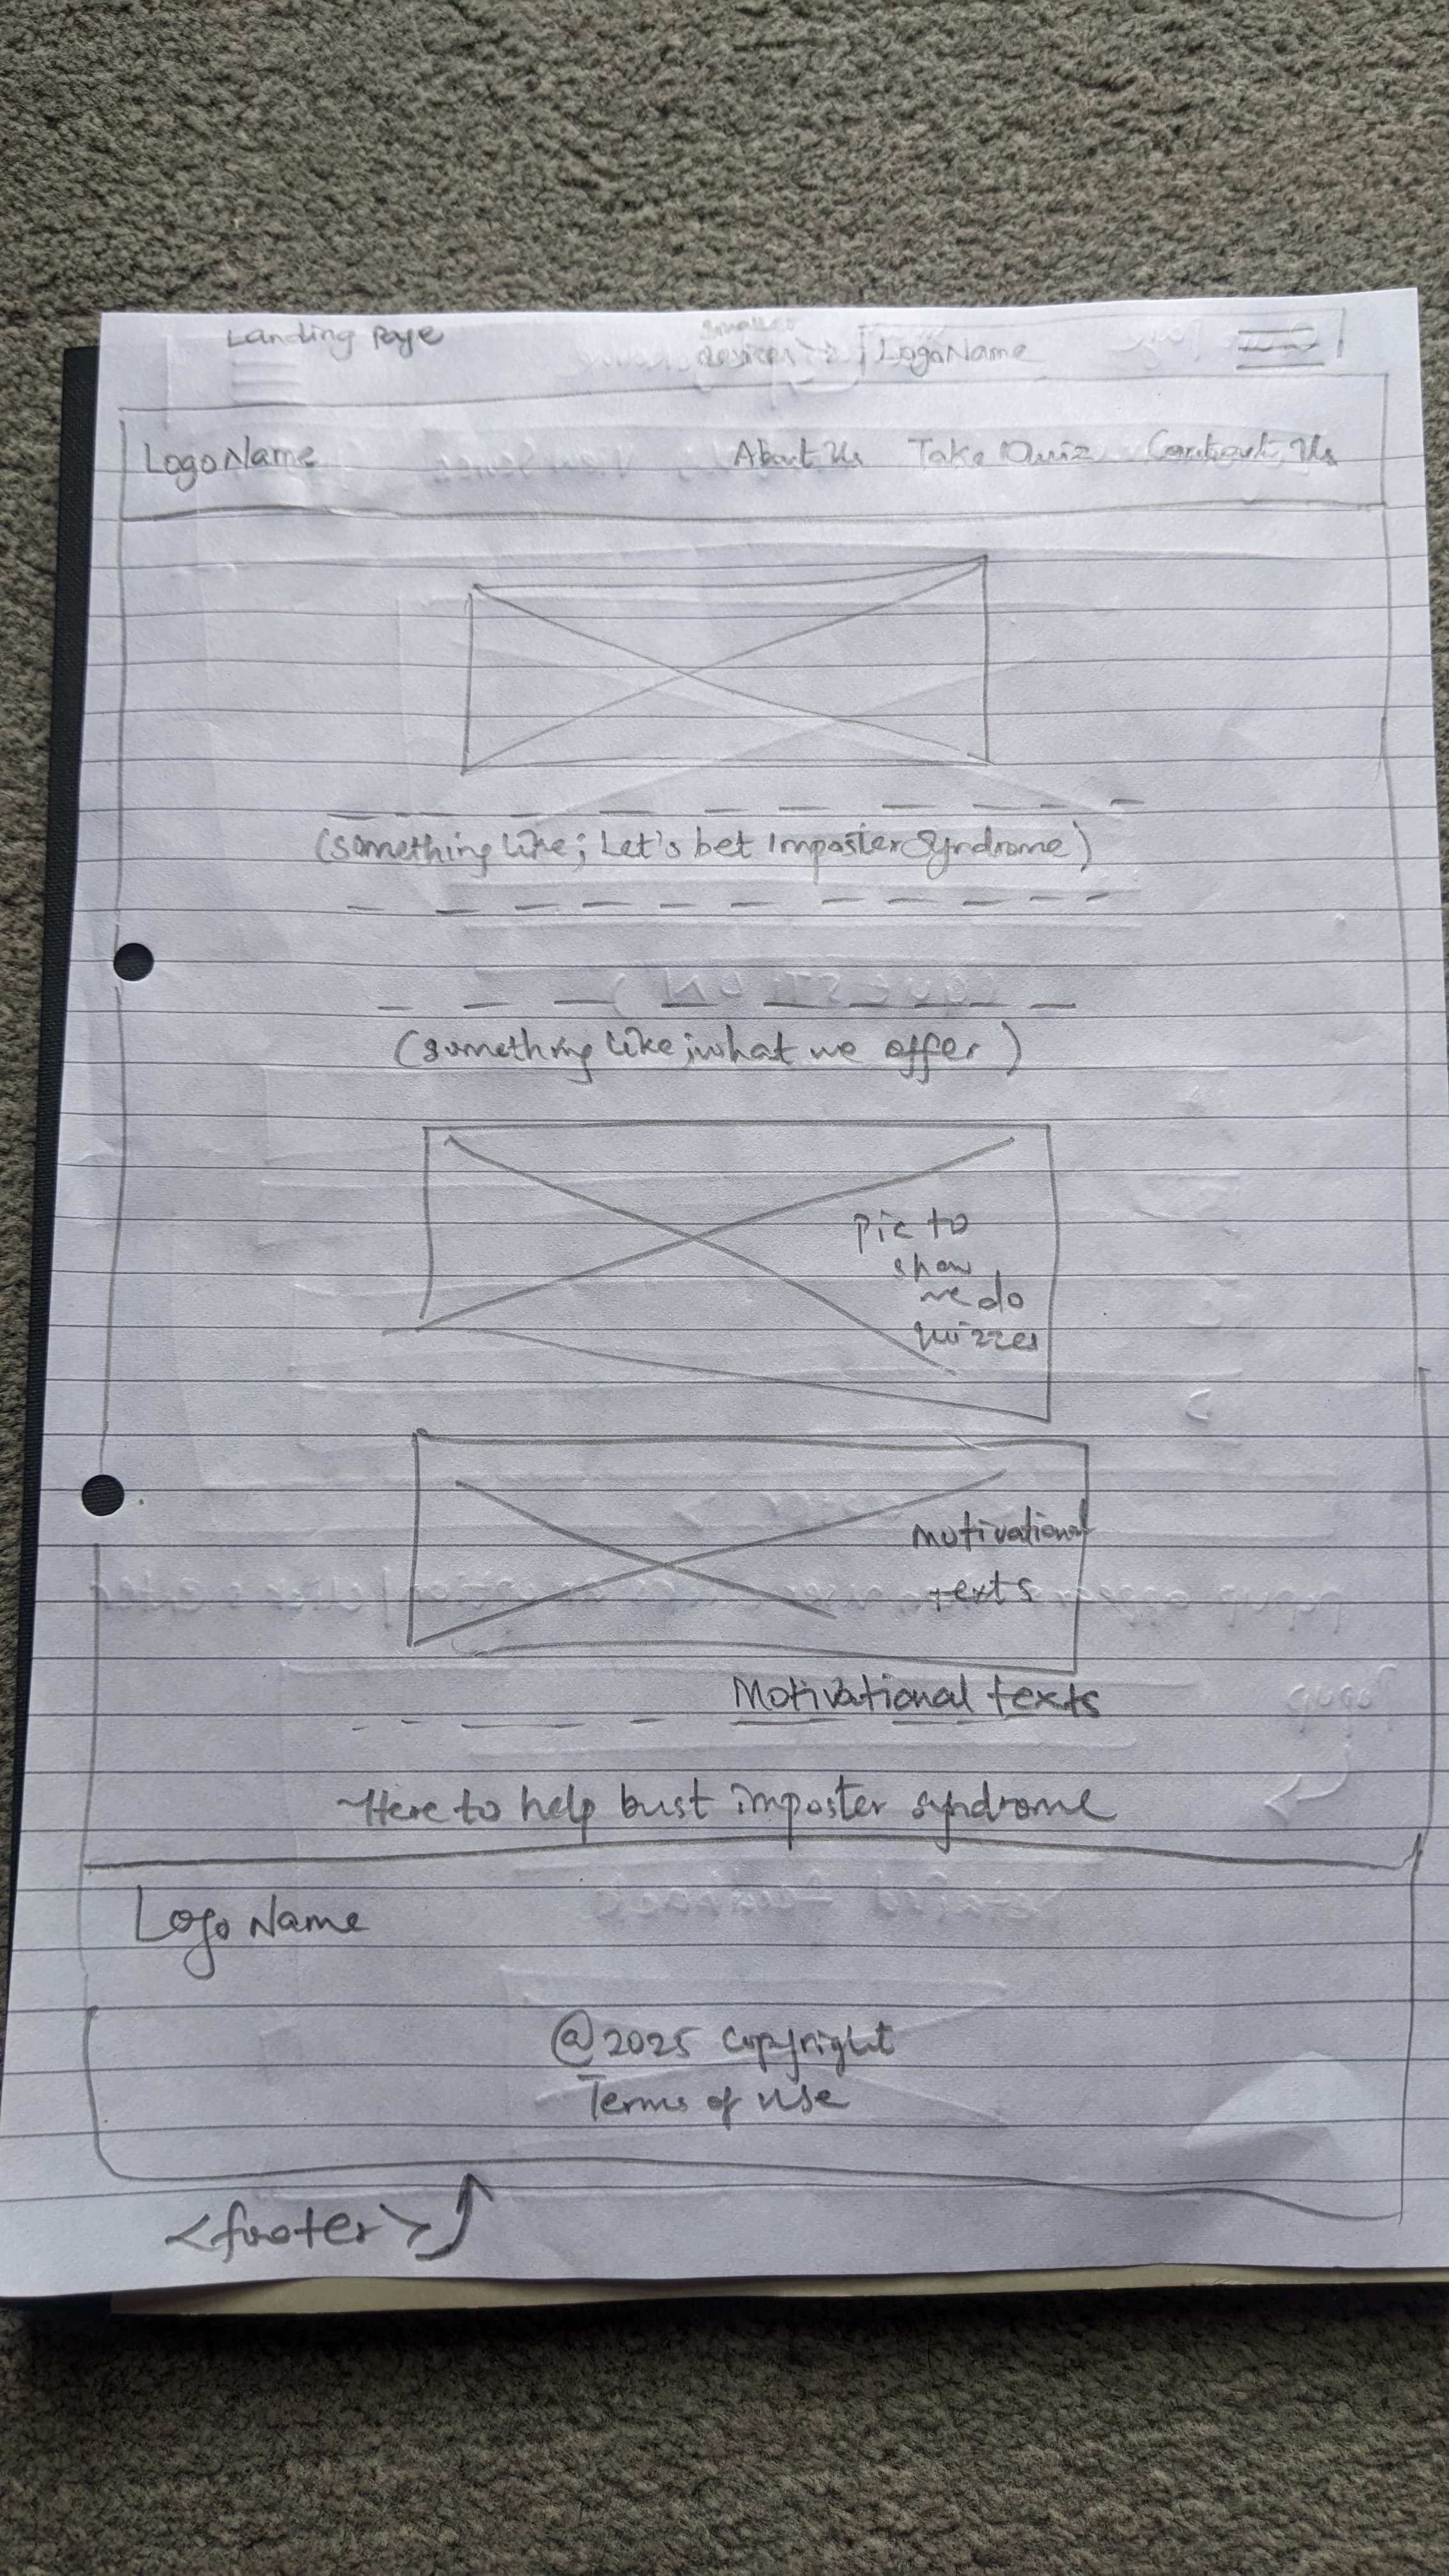 Landing Page
smaller
devices
LogoName
LogoName About Us Take Quiz Contact Us
(something like; Let's bet Imposter Syndrome)
(something like; what we offer)
pic to
show
we do
quizzes
motivational
texts
Motivational texts
Here to help bust imposter syndrome
Logo Name
@2025 Copyright
Terms of use
<footer>